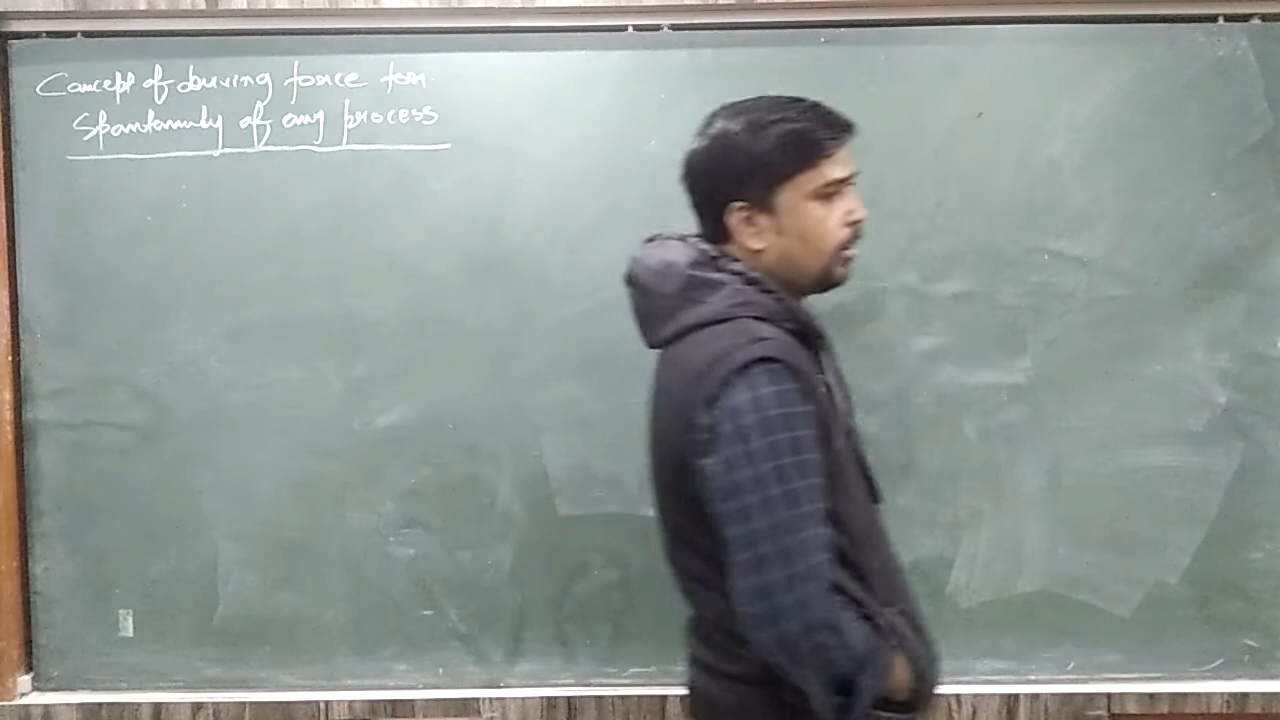 Concept of driving force for
Spontaneity of any process